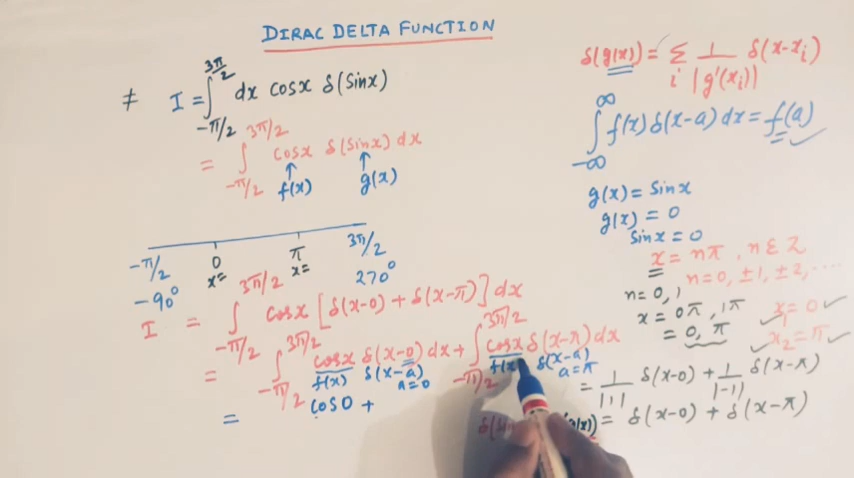 DIRAC DELTA FUNCTION
≠ I = ∫_{-π/2}^{3π/2} dx cosx δ(sinx)
= ∫_{-π/2}^{3π/2} cosx δ(sinx) dx
↑ ↑
f(x) g(x)
-π/2 0 π 3π/2
-90° x= x= 270°
I = ∫_{-π/2}^{3π/2} cosx [δ(x-0) + δ(x-π)] dx
= ∫_{-π/2}^{3π/2} cosx δ(x-0) dx + ∫_{-π/2}^{3π/2} cosx δ(x-π) dx
f(x) δ(x-a) f(x) δ(x-a)
a=0 a=π
= cos0 +
δ(g(x)) = Σ_i 1/|g'(x_i)| δ(x-x_i)
∫_{-∞}^{∞} f(x) δ(x-a) dx = f(a) ✓
g(x) = sinx
g(x) = 0
sinx = 0
x = nπ, n∈Z
n=0, ±1, ±2, ....
n=0,1
x = 0π, 1π x₁=0 ✓
= 0, π ✓ x₂=π ✓
= 1/|1| δ(x-0) + 1/|-1| δ(x-π)
g(x)) = δ(x-0) + δ(x-π)